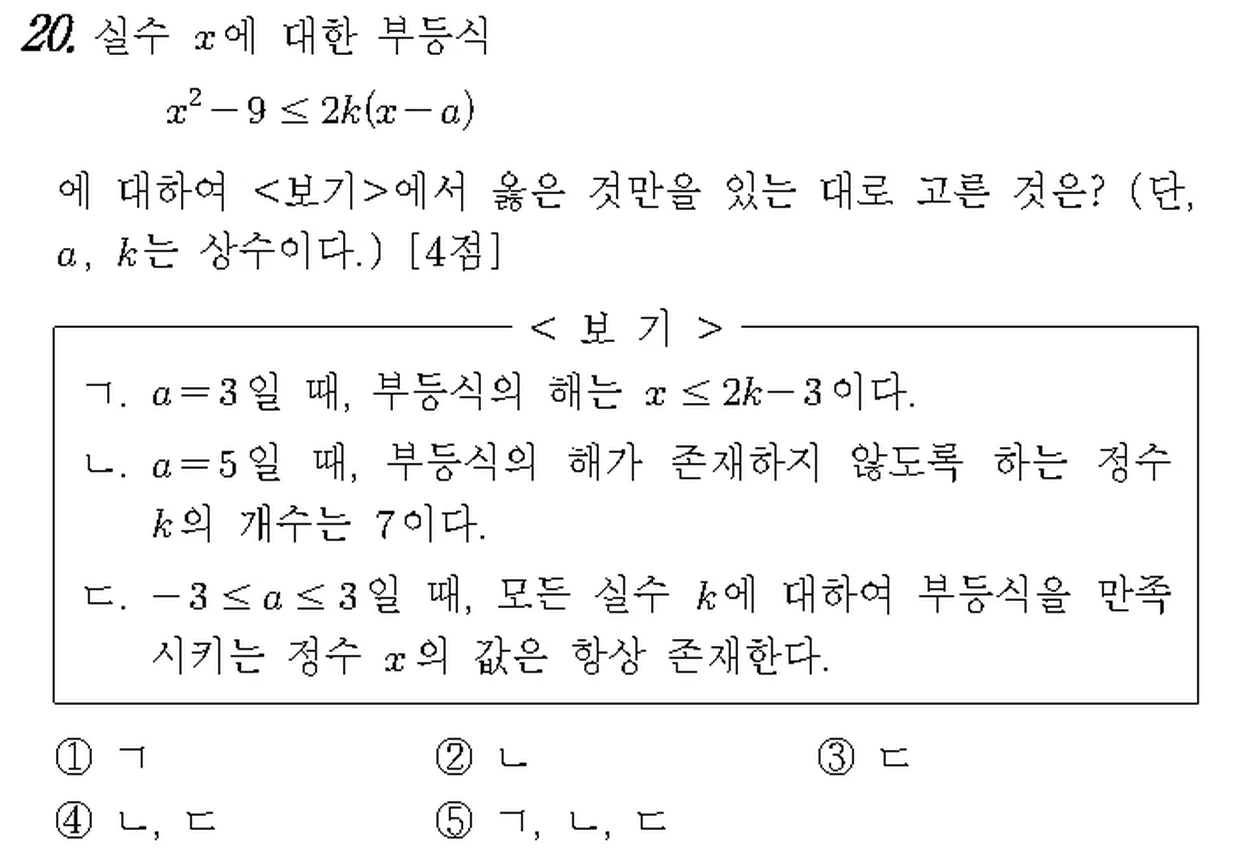 20. 실수 x에 대한 부등식
x² − 9 ≤ 2k(x − a)
에 대하여 <보기>에서 옳은 것만을 있는 대로 고른 것은? (단,
a, k는 상수이다.) [4점]
< 보 기 >
ㄱ. a = 3일 때, 부등식의 해는 x ≤ 2k − 3이다.
ㄴ. a = 5일 때, 부등식의 해가 존재하지 않도록 하는 정수
k의 개수는 7이다.
ㄷ. −3 ≤ a ≤ 3일 때, 모든 실수 k에 대하여 부등식을 만족
시키는 정수 x의 값은 항상 존재한다.
① ㄱ ② ㄴ ③ ㄷ
④ ㄴ, ㄷ ⑤ ㄱ, ㄴ, ㄷ